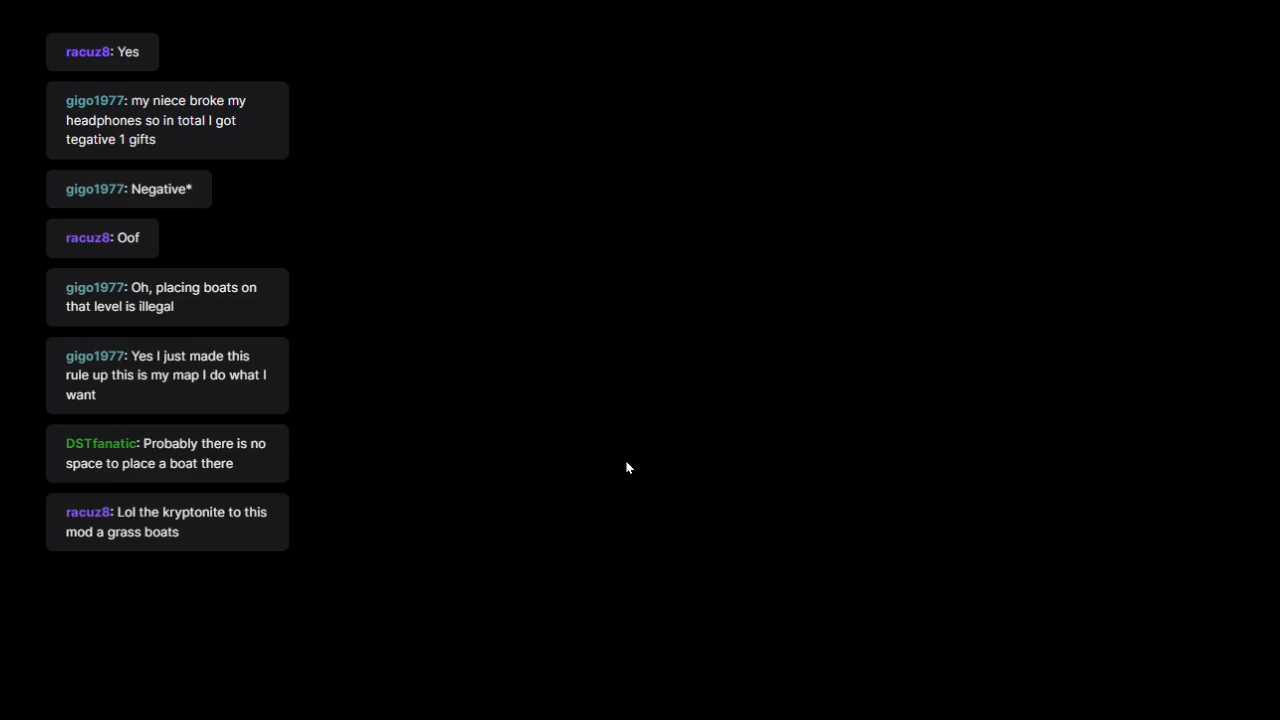 racuz8: Yes
gigo1977: my niece broke my
headphones so in total I got
tegative 1 gifts
gigo1977: Negative*
racuz8: Oof
gigo1977: Oh, placing boats on
that level is illegal
gigo1977: Yes I just made this
rule up this is my map I do what I
want
DSTfanatic: Probably there is no
space to place a boat there
racuz8: Lol the kryptonite to this
mod a grass boats